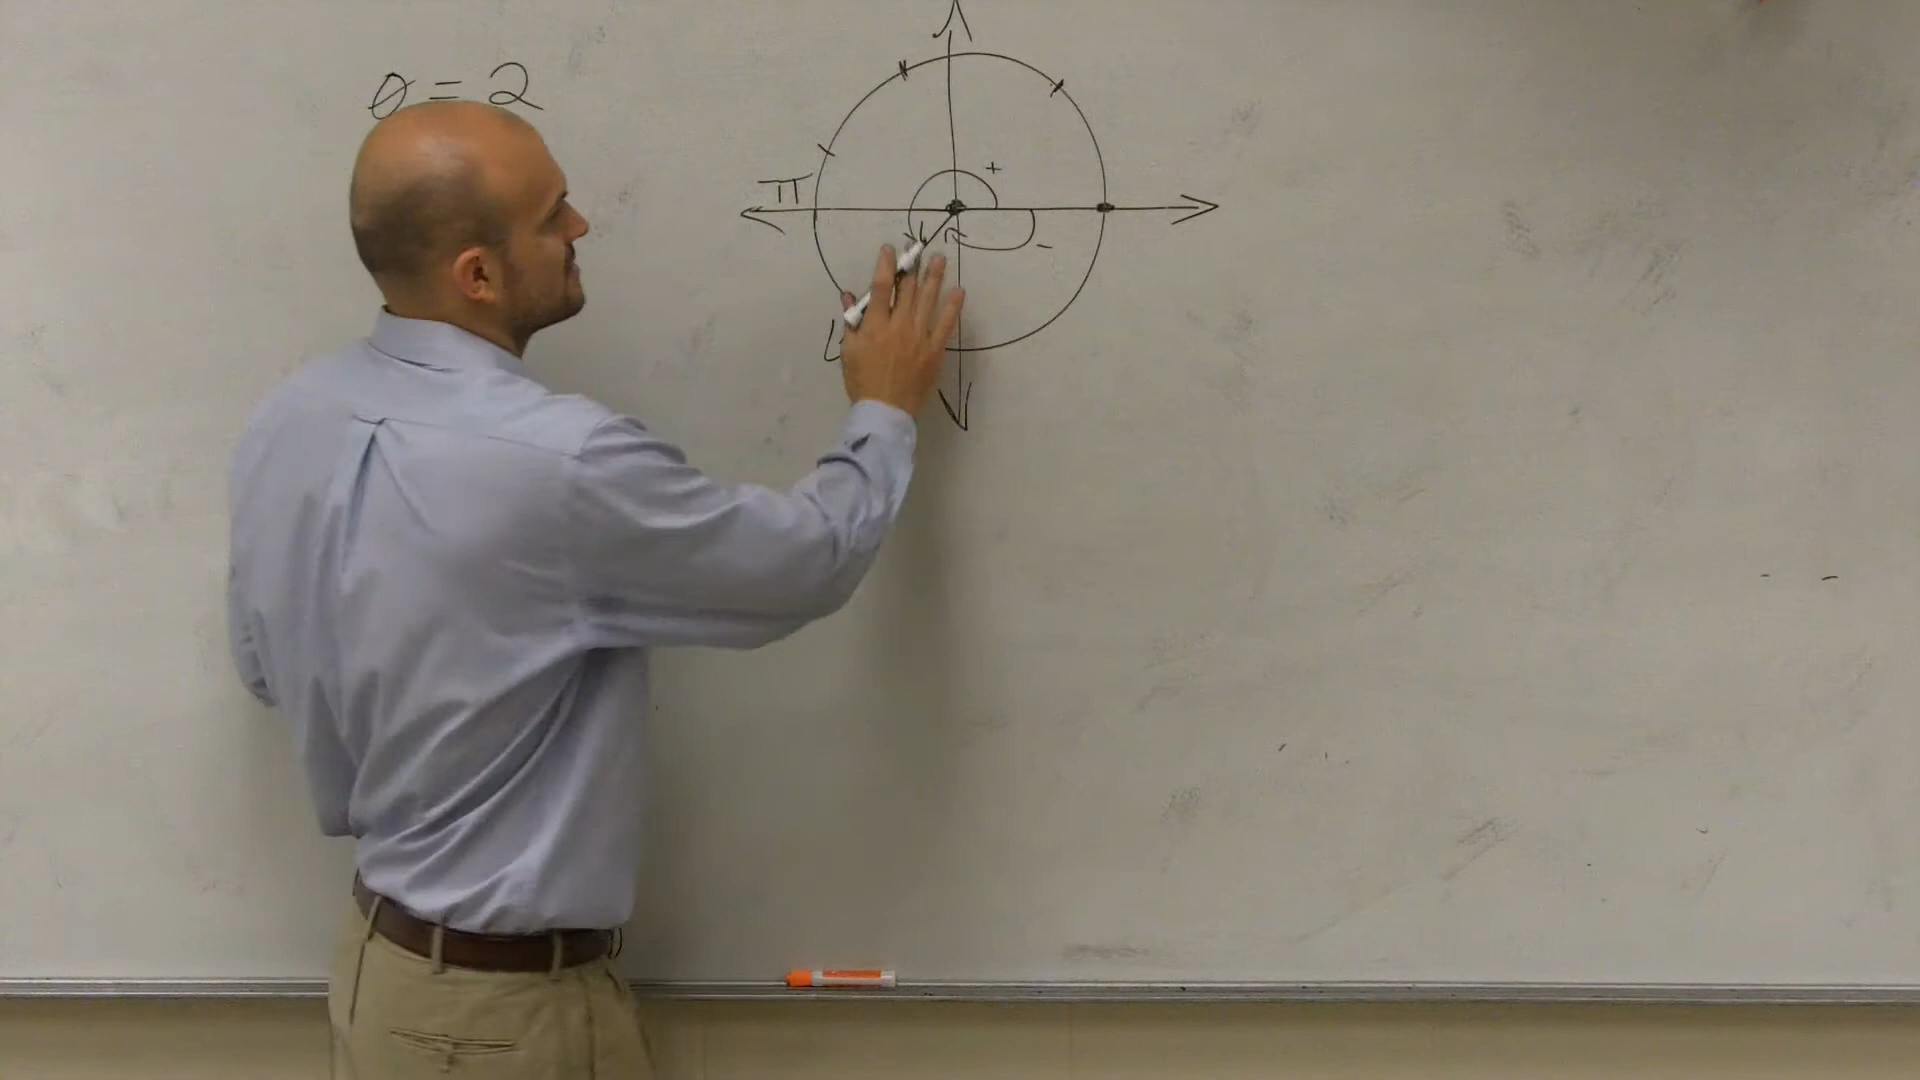 θ = 2
+
π
-